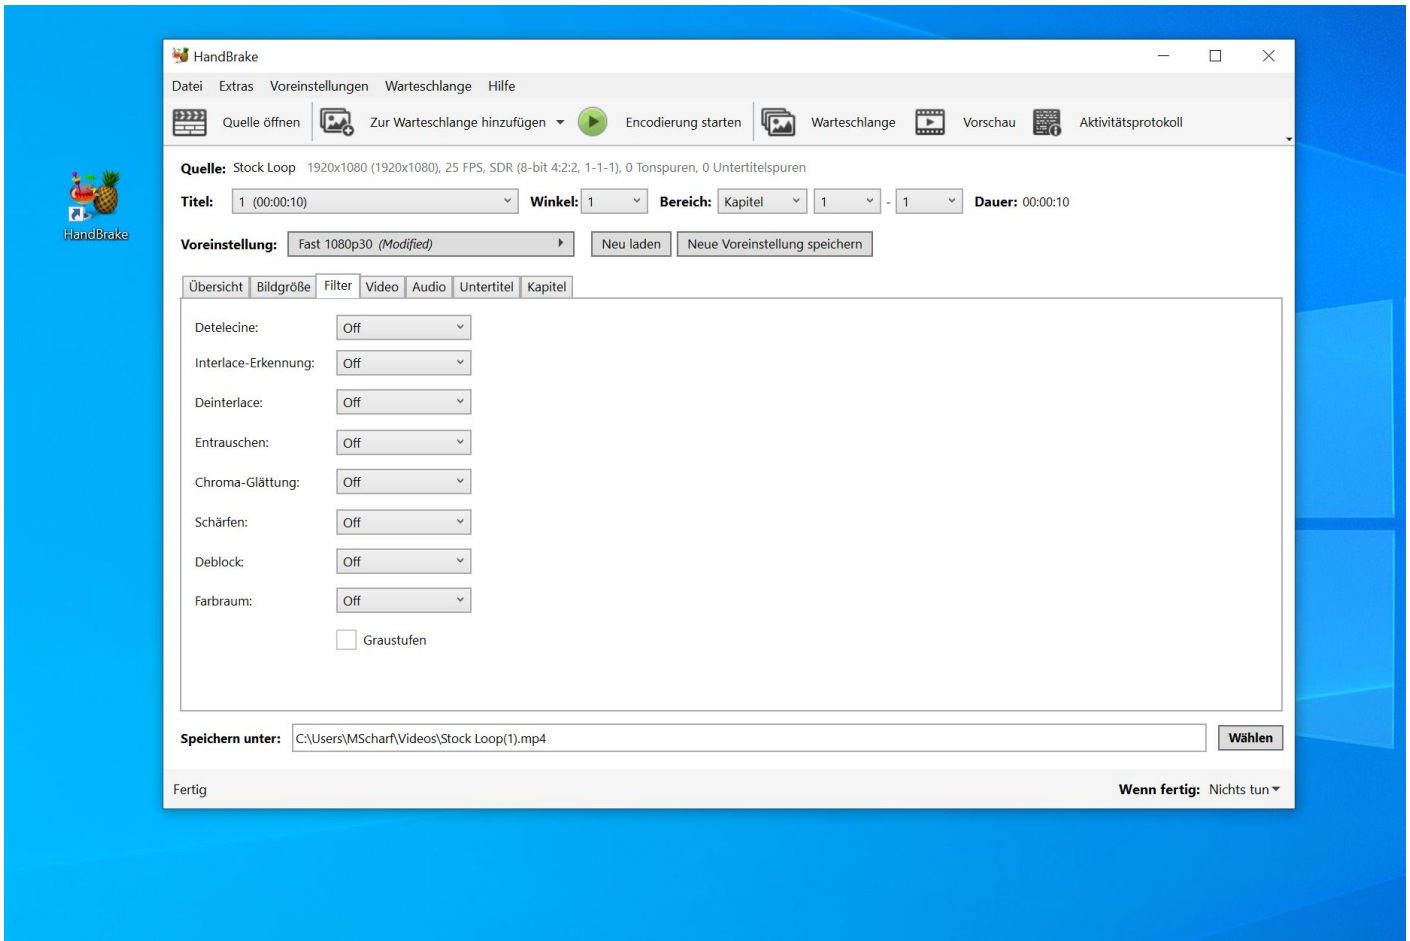 HandBrake
Datei Extras Voreinstellungen Warteschlange Hilfe
Quelle öffnen Zur Warteschlange hinzufügen Encodierung starten Warteschlange Vorschau Aktivitätsprotokoll
Quelle: Stock Loop 1920x1080 (1920x1080), 25 FPS, SDR (8-bit 4:2:2, 1-1-1), 0 Tonspuren, 0 Untertitelspuren
Titel: 1 (00:00:10) Winkel: 1 Bereich: Kapitel 1 - 1 Dauer: 00:00:10
HandBrake
Voreinstellung: Fast 1080p30 (Modified) Neu laden Neue Voreinstellung speichern
Übersicht Bildgröße Filter Video Audio Untertitel Kapitel
Detelecine: Off
Interlace-Erkennung: Off
Deinterlace: Off
Entrauschen: Off
Chroma-Glättung: Off
Schärfen: Off
Deblock: Off
Farbraum: Off
Graustufen
Speichern unter: C:\Users\MScharf\Videos\Stock Loop(1).mp4 Wählen
Fertig Wenn fertig: Nichts tun